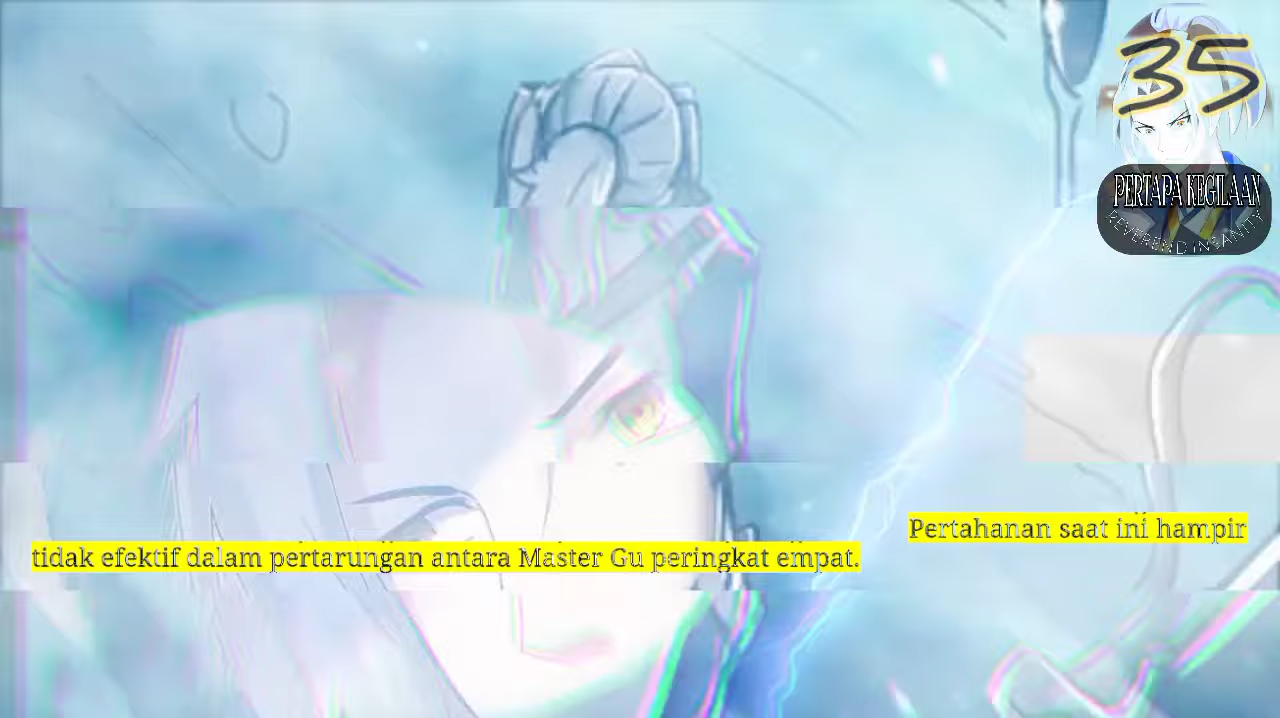 35
PERTAPA KEGILAAN
REVEREND INSANITY
Pertahanan saat ini hampir
tidak efektif dalam pertarungan antara Master Gu peringkat empat.